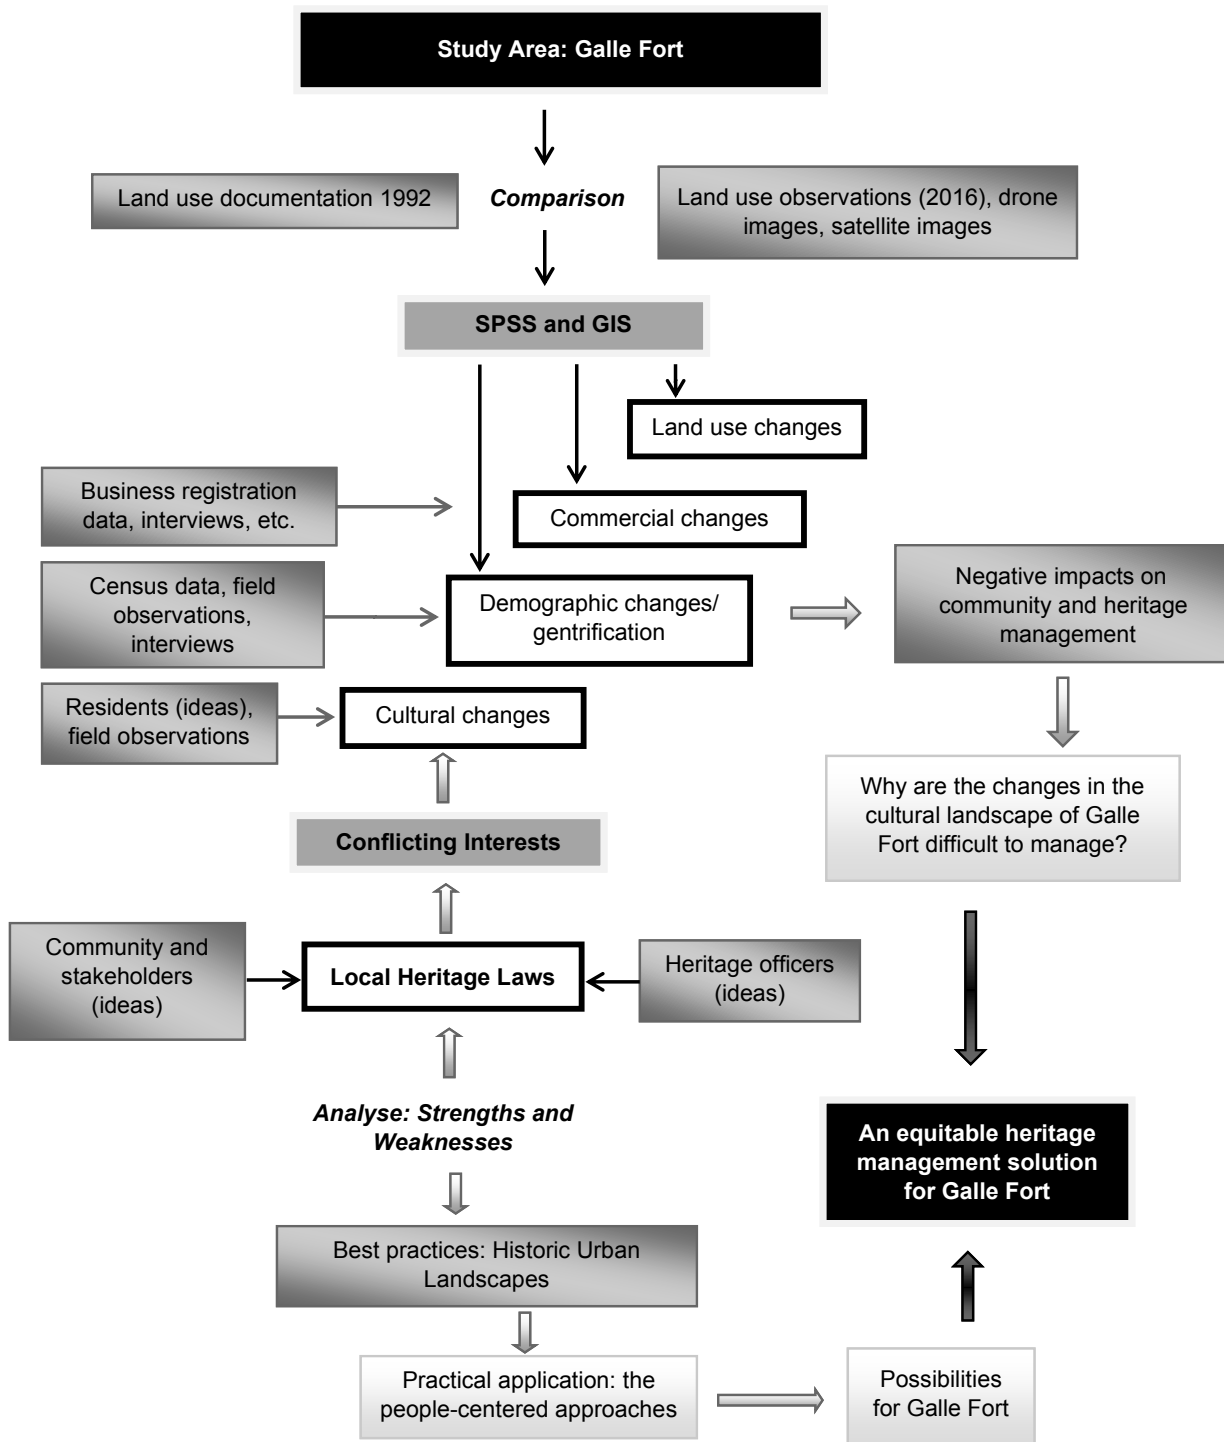 Study Area: Galle Fort
Land use documentation 1992
Comparison
Land use observations (2016), drone
images, satellite images
SPSS and GIS
Land use changes
Business registration
data, interviews, etc.
Commercial changes
Census data, field
observations,
interviews
Demographic changes/
gentrification
Negative impacts on
community and heritage
management
Residents (ideas),
field observations
Cultural changes
Why are the changes in the
cultural landscape of Galle
Fort difficult to manage?
Conflicting Interests
Community and
stakeholders
(ideas)
Local Heritage Laws
Heritage officers
(ideas)
Analyse: Strengths and
Weaknesses
An equitable heritage
management solution
for Galle Fort
Best practices: Historic Urban
Landscapes
Practical application: the
people-centered approaches
Possibilities
for Galle Fort